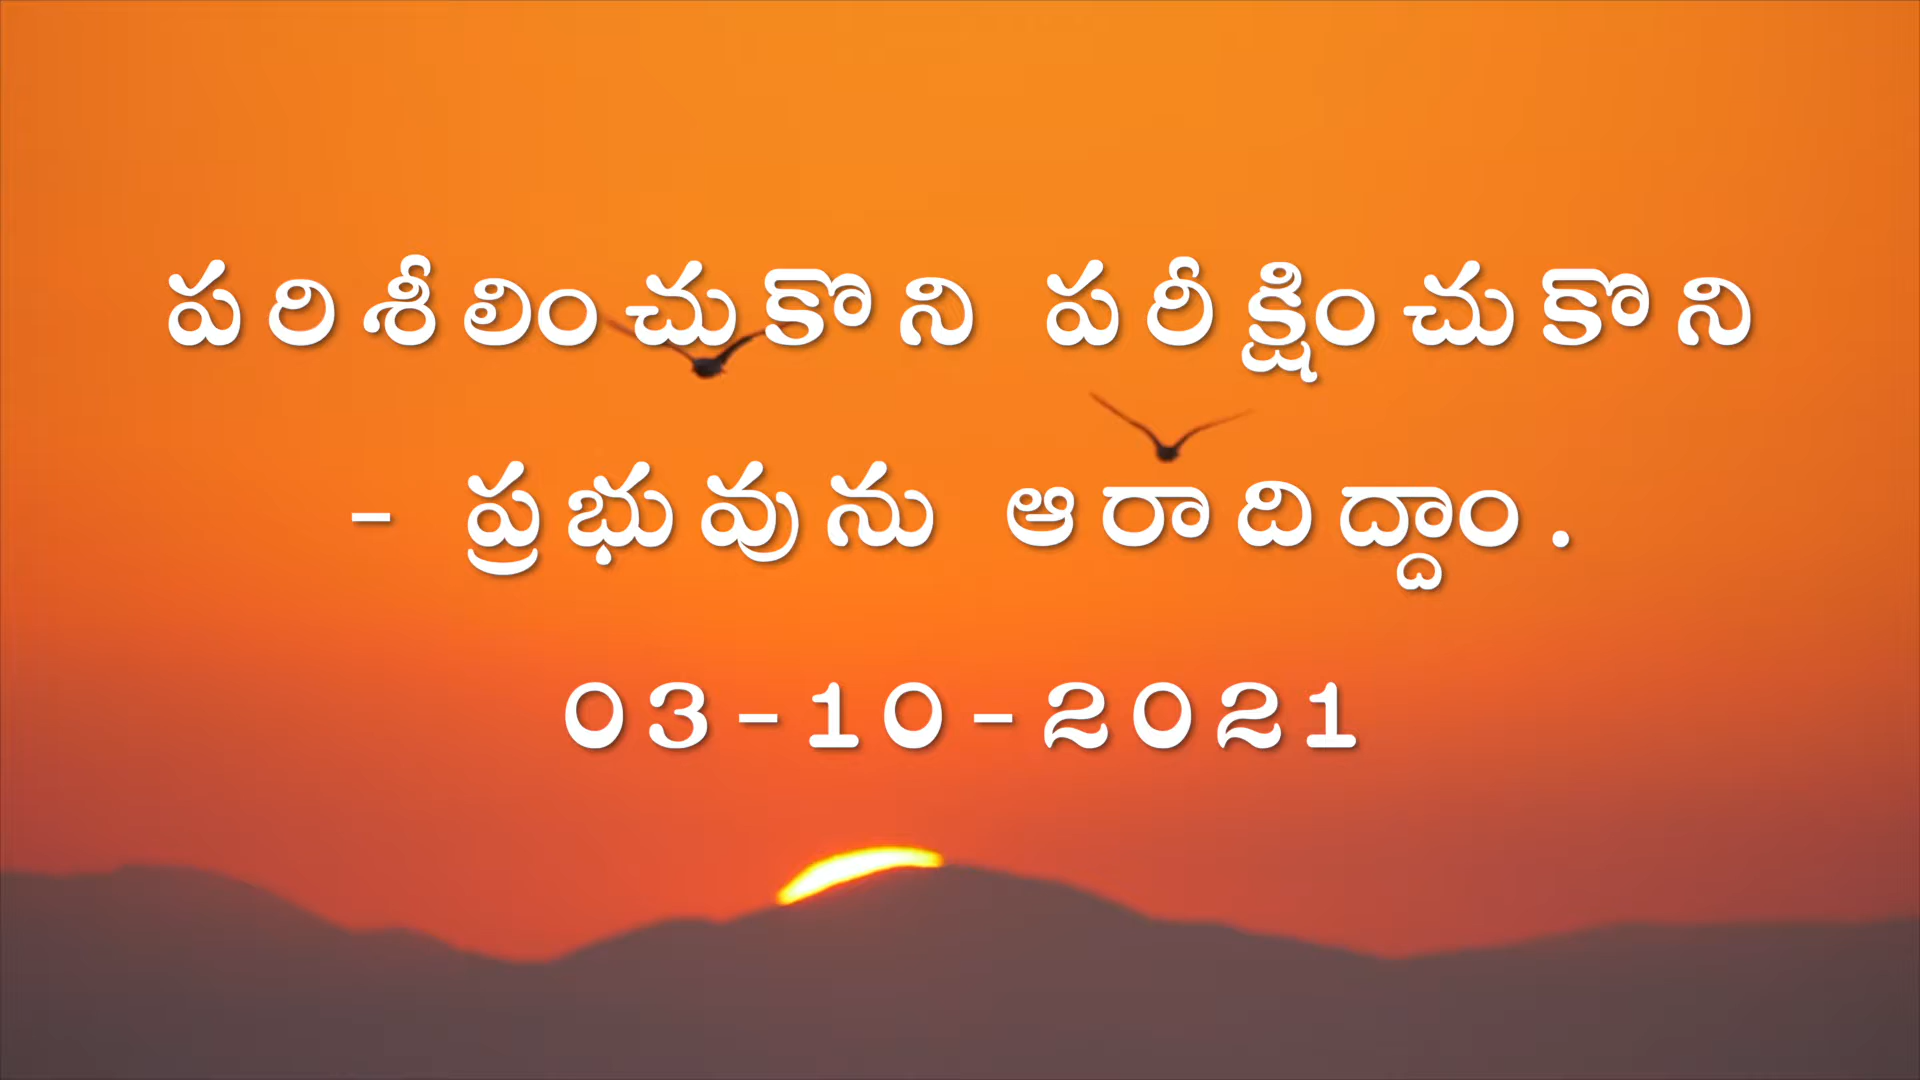 పరిశీలించుకొని పరీక్షించుకొని
- ప్రభువును ఆరాదిద్దాం.
03-10-2021